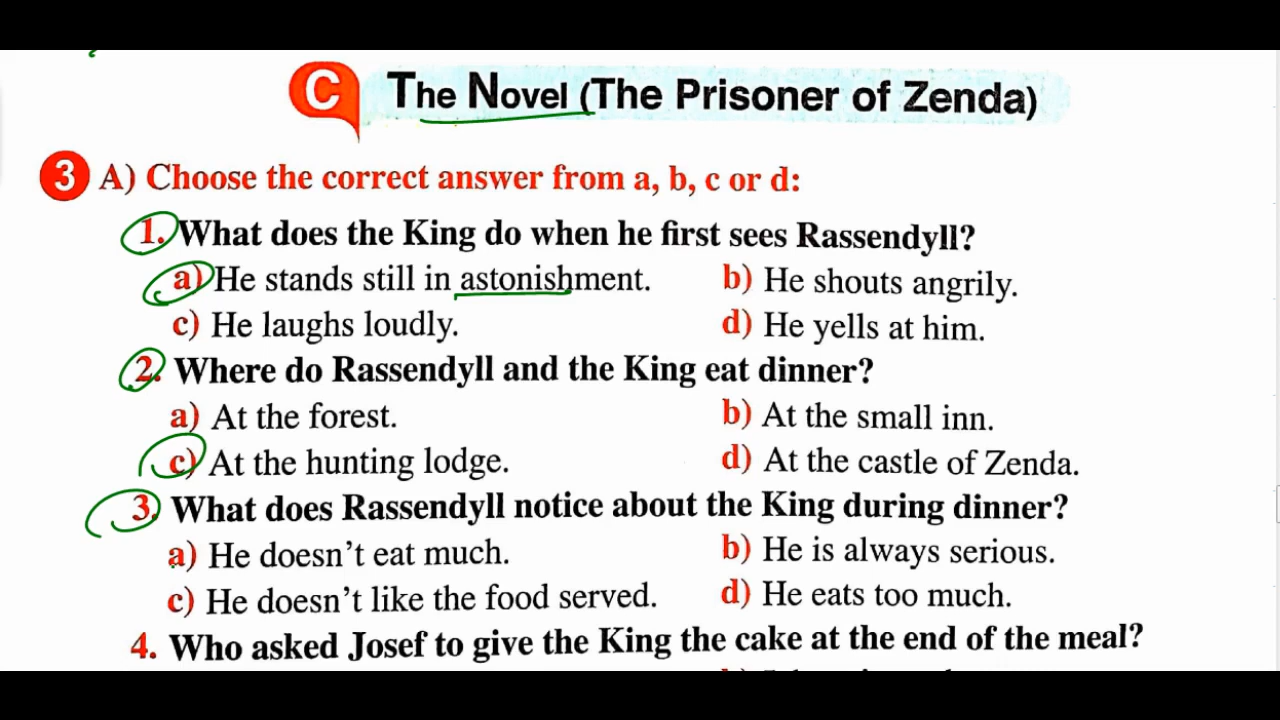 C The Novel (The Prisoner of Zenda)
3 A) Choose the correct answer from a, b, c or d:
1. What does the King do when he first sees Rassendyll?
a) He stands still in astonishment. b) He shouts angrily.
c) He laughs loudly. d) He yells at him.
2. Where do Rassendyll and the King eat dinner?
a) At the forest. b) At the small inn.
c) At the hunting lodge. d) At the castle of Zenda.
3. What does Rassendyll notice about the King during dinner?
a) He doesn't eat much. b) He is always serious.
c) He doesn't like the food served. d) He eats too much.
4. Who asked Josef to give the King the cake at the end of the meal?